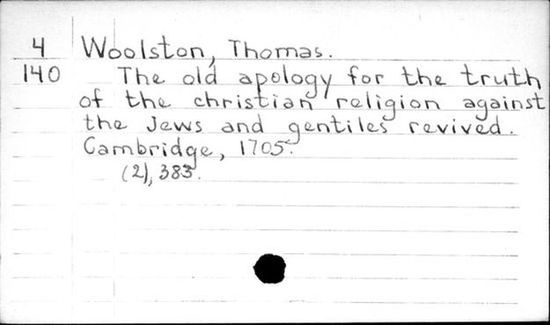 4 Woolston, Thomas.
140 The old apology for the truth
of the christian religion against
the Jews and gentiles revived.
Cambridge, 1705.
(2), 383.